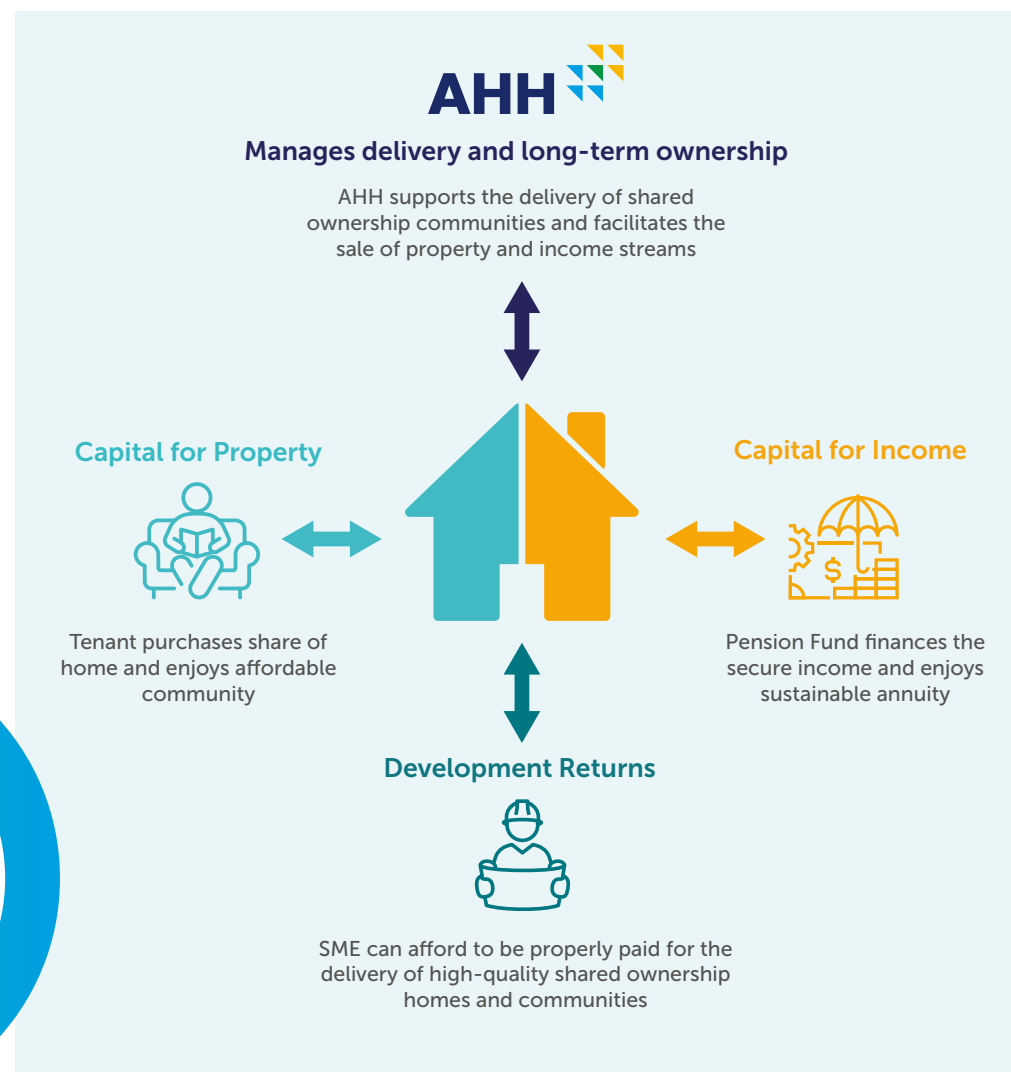 AHH
Manages delivery and long-term ownership
AHH supports the delivery of shared
ownership communities and facilitates the
sale of property and income streams
Capital for Property
Tenant purchases share of
home and enjoys affordable
community
Capital for Income
$
Pension Fund finances the
secure income and enjoys
sustainable annuity
Development Returns
SME can afford to be properly paid for the
delivery of high-quality shared ownership
homes and communities